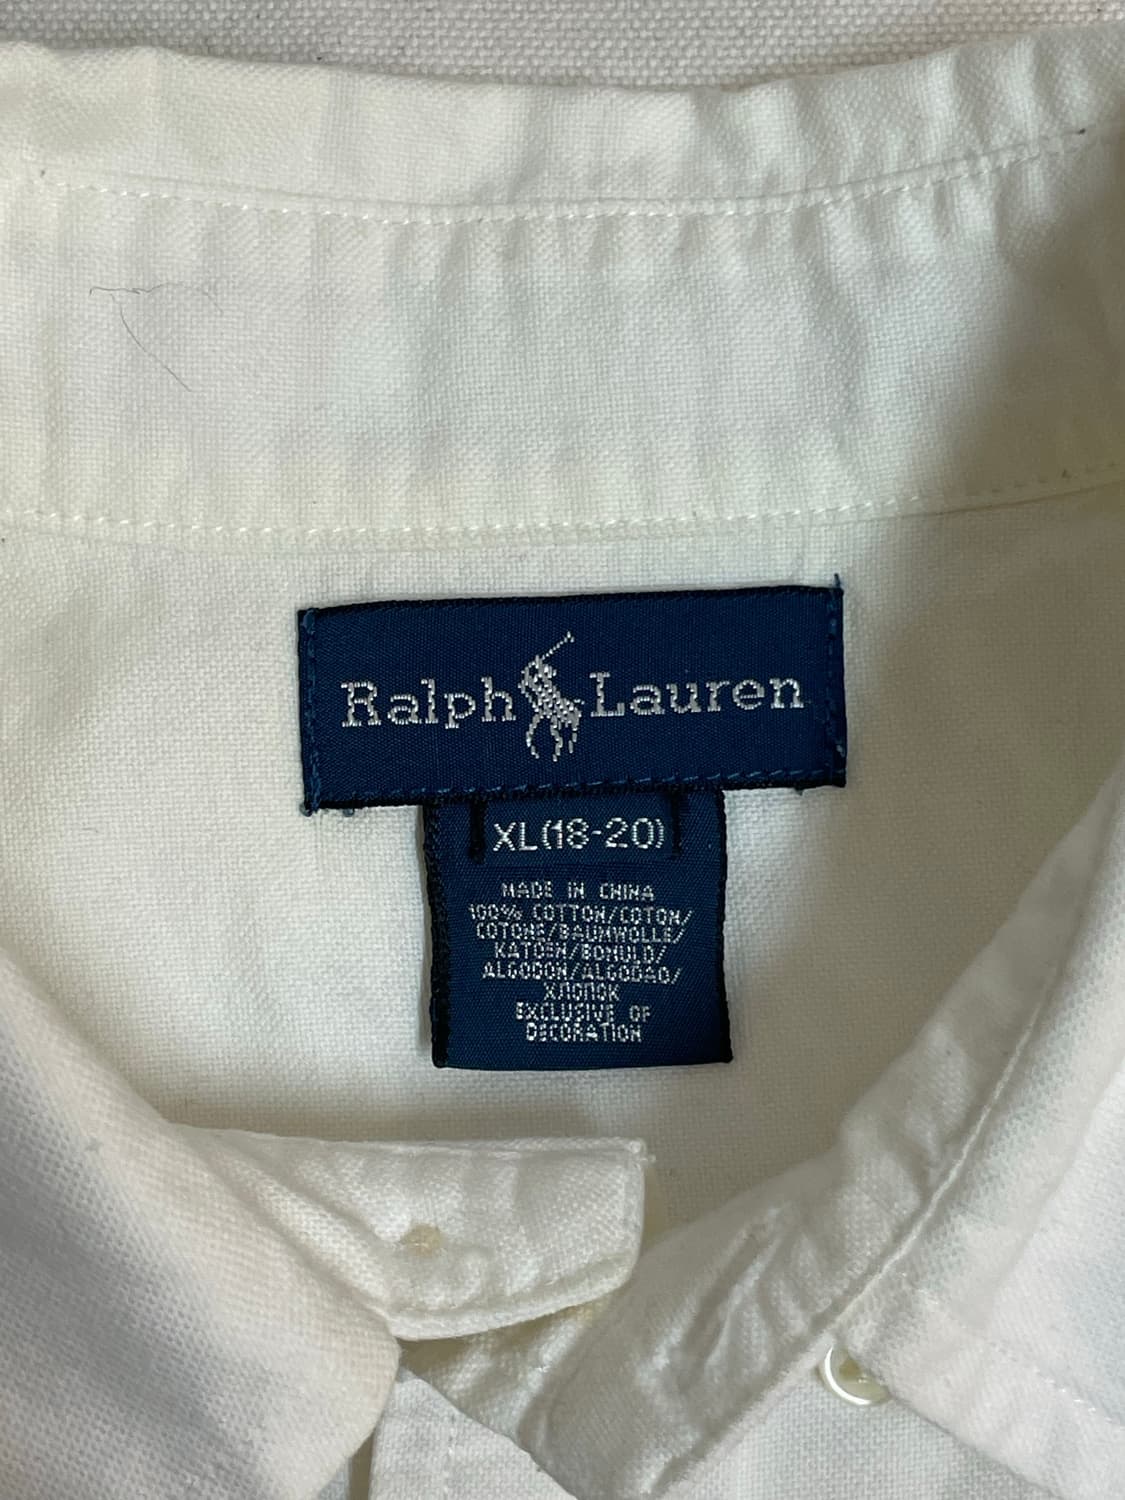 Ralph Lauren
XL(18-20)
MADE IN CHINA
100% COTTON/COTON/
COTONE/BAUMWOLLE/
KATOEN/BOMULD/
ALGODON/ALGODAO/
ХЛОПОК
EXCLUSIVE OF
DECORATION